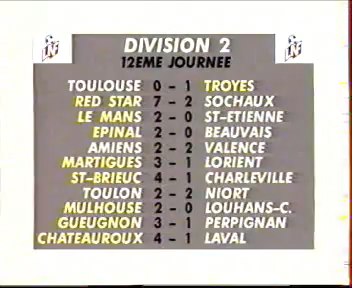 DIVISION 2
12EME JOURNEE
TOULOUSE 0 - 1 TROYES
RED STAR 7 - 2 SOCHAUX
LE MANS 2 - 0 ST-ETIENNE
EPINAL 2 - 0 BEAUVAIS
AMIENS 2 - 2 VALENCE
MARTIGUES 3 - 1 LORIENT
ST-BRIEUC 4 - 1 CHARLEVILLE
TOULON 2 - 2 NIORT
MULHOUSE 2 - 0 LOUHANS-C.
GUEUGNON 3 - 1 PERPIGNAN
CHATEAUROUX 4 - 1 LAVAL